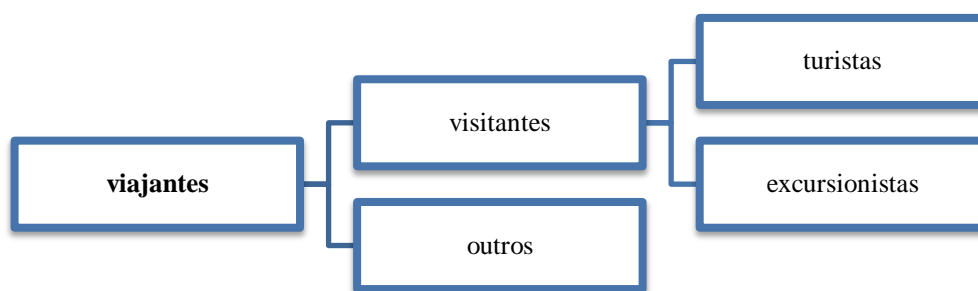 turistas
visitantes
viajantes
excursionistas
outros